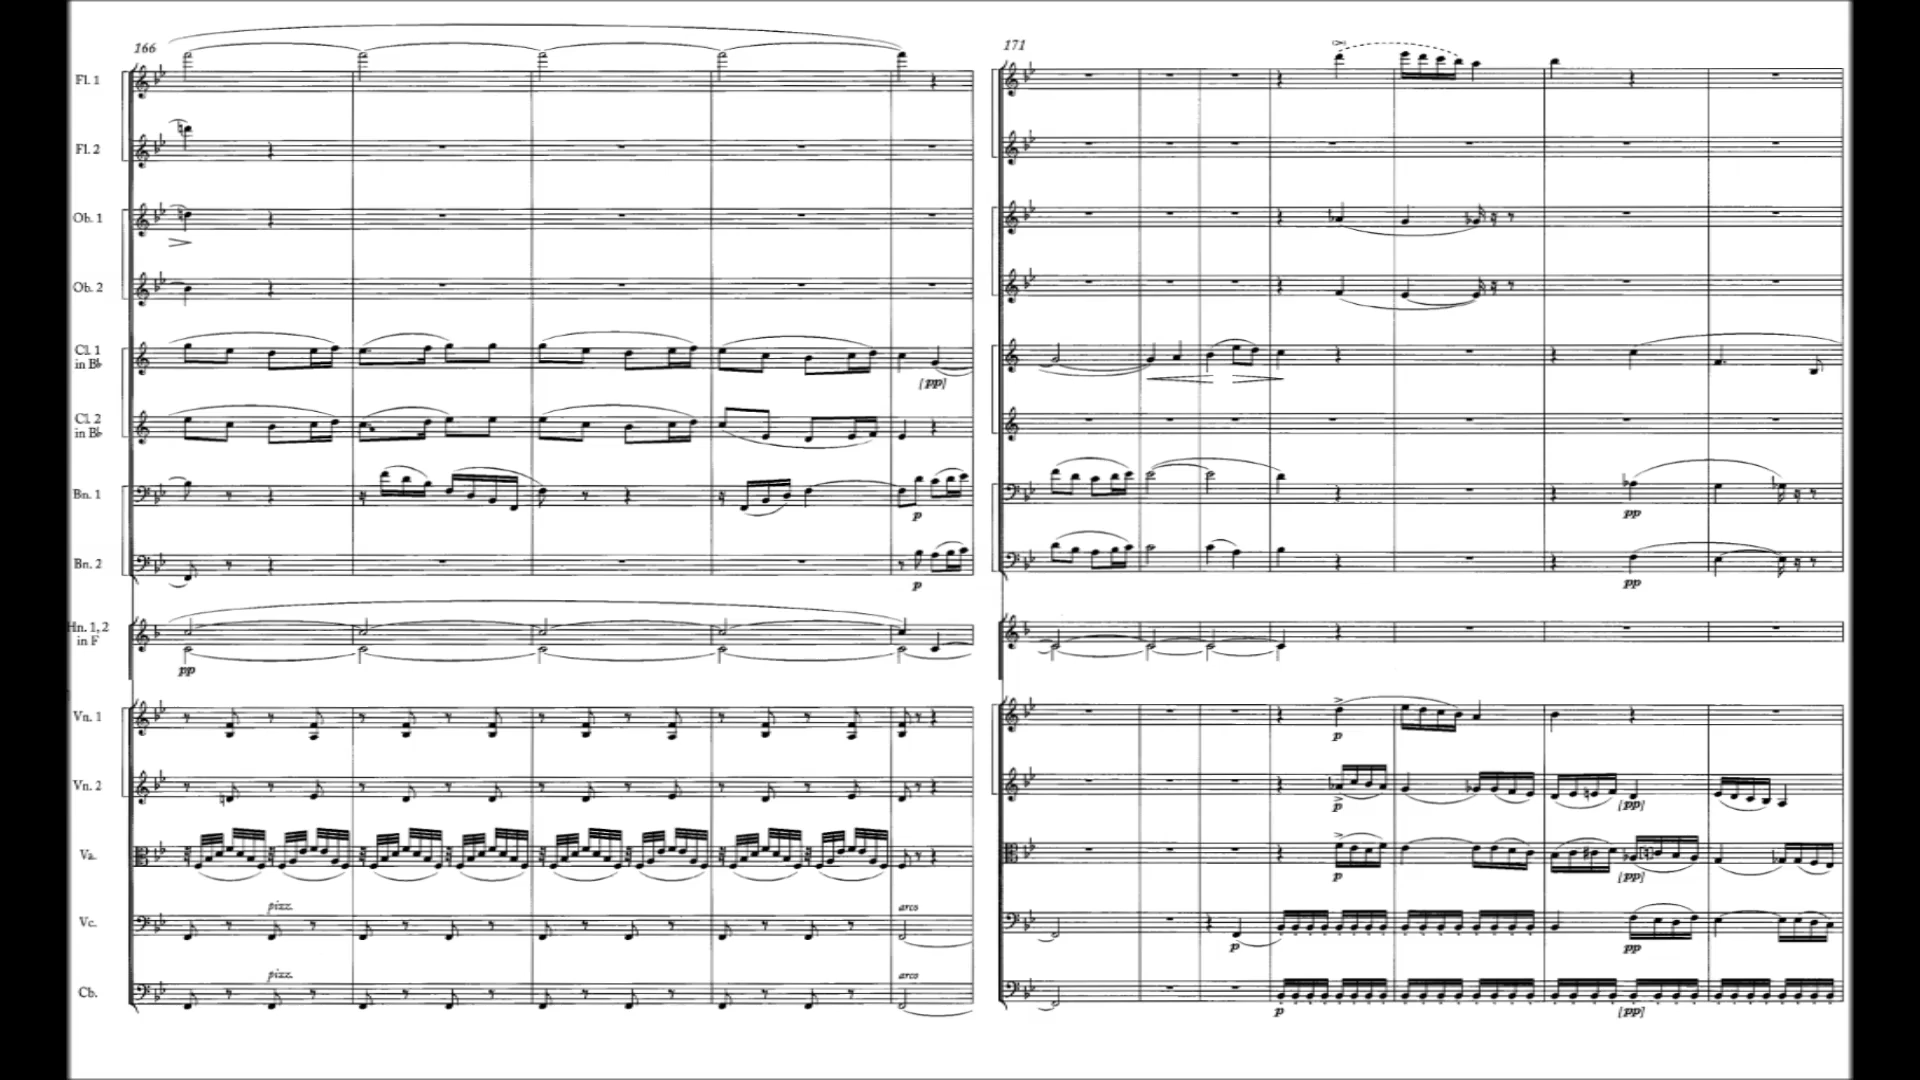 166
Fl. 1
Fl. 2
Ob. 1
Ob. 2
Cl. 1
in B♭
[pp]
Cl. 2
in B♭
Bn. 1
p
Bn. 2
p
Hn. 1, 2
in F
pp
Vn. 1
Vn. 2
Va.
pizz. arco
Vc.
pizz. arco
Cb.
171
pp
pp
p
p [pp]
p [pp]
p pp
p [pp]